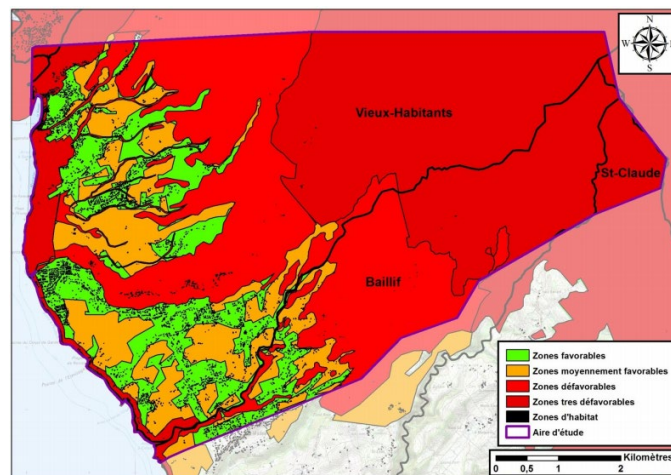 N
W E
S
Vieux-Habitants
St-Claude
Baillif
Zones favorables
Zones moyennement favorables
Zones défavorables
Zones tres défavorables
Zones d'habitat
Aire d'étude
Kilomètres
0 0,5 1 2